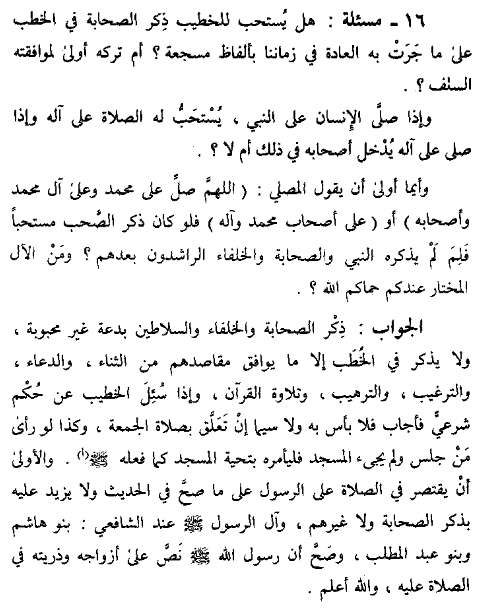 ١٦ - مسئلة : هل يُستحب للخطيب ذِكر الصحابة في الخطب
علىٰ ما جَرَتْ به العادة في زماننا بألفاظ مسجعة ؟ أم تركه أولىٰ لموافقته
السلف ؟ .
وإذا صلَّى الإِنسان على النبي ، يُسْتحَبُّ له الصلاة على آله وإذا
صلى على آله يُدْخل أصحابه في ذلك أم لا ؟ .
وأيما أولىٰ أن يقول المصلي : ( اللهمَّ صلِّ على محمد وعلىٰ آل محمد
وأصحابه ) أو ( على أصحاب محمد وآله ) فلو كان ذكر الصَّحب مستحباً
فَلِمَ لَمْ يذكره النبي والصحابة والخلفاء الراشدون بعدهم ؟ ومَنْ الآل
المختار عندكم حماكم الله ؟ .
الجواب : ذِكْر الصحابة والخلفاء والسلاطين بدعة غير محبوبة ،
ولا يذكر في الخُطَب إلا ما يوافق مقاصدهم من الثناء ، والدعاء ،
والترغيب ، والترهيب ، وتلاوة القرآن ، وإذا سُئِلَ الخطيب عن حُكْم
شرعيٍّ فأجاب فلا بأس به ولا سيما إنْ تَعَلَّق بصلاة الجمعة ، وكذا لو رأىٰ
مَنْ جلس ولم يجىء المسجد فليأمره بتحية المسجد كما فعله ﷺ(١) . والأولىٰ
أنْ يقتصر في الصلاة على الرسول على ما صحَّ في الحديث ولا يزيد عليه
بذكر الصحابة ولا غيرهم ، وآل الرسول ﷺ عند الشافعي : بنو هاشم
وبنو عبد المطلب ، وصَحَّ أن رسول الله ﷺ نَصَّ علىٰ أزواجه وذريته في
الصلاة عليه ، والله أعلم .